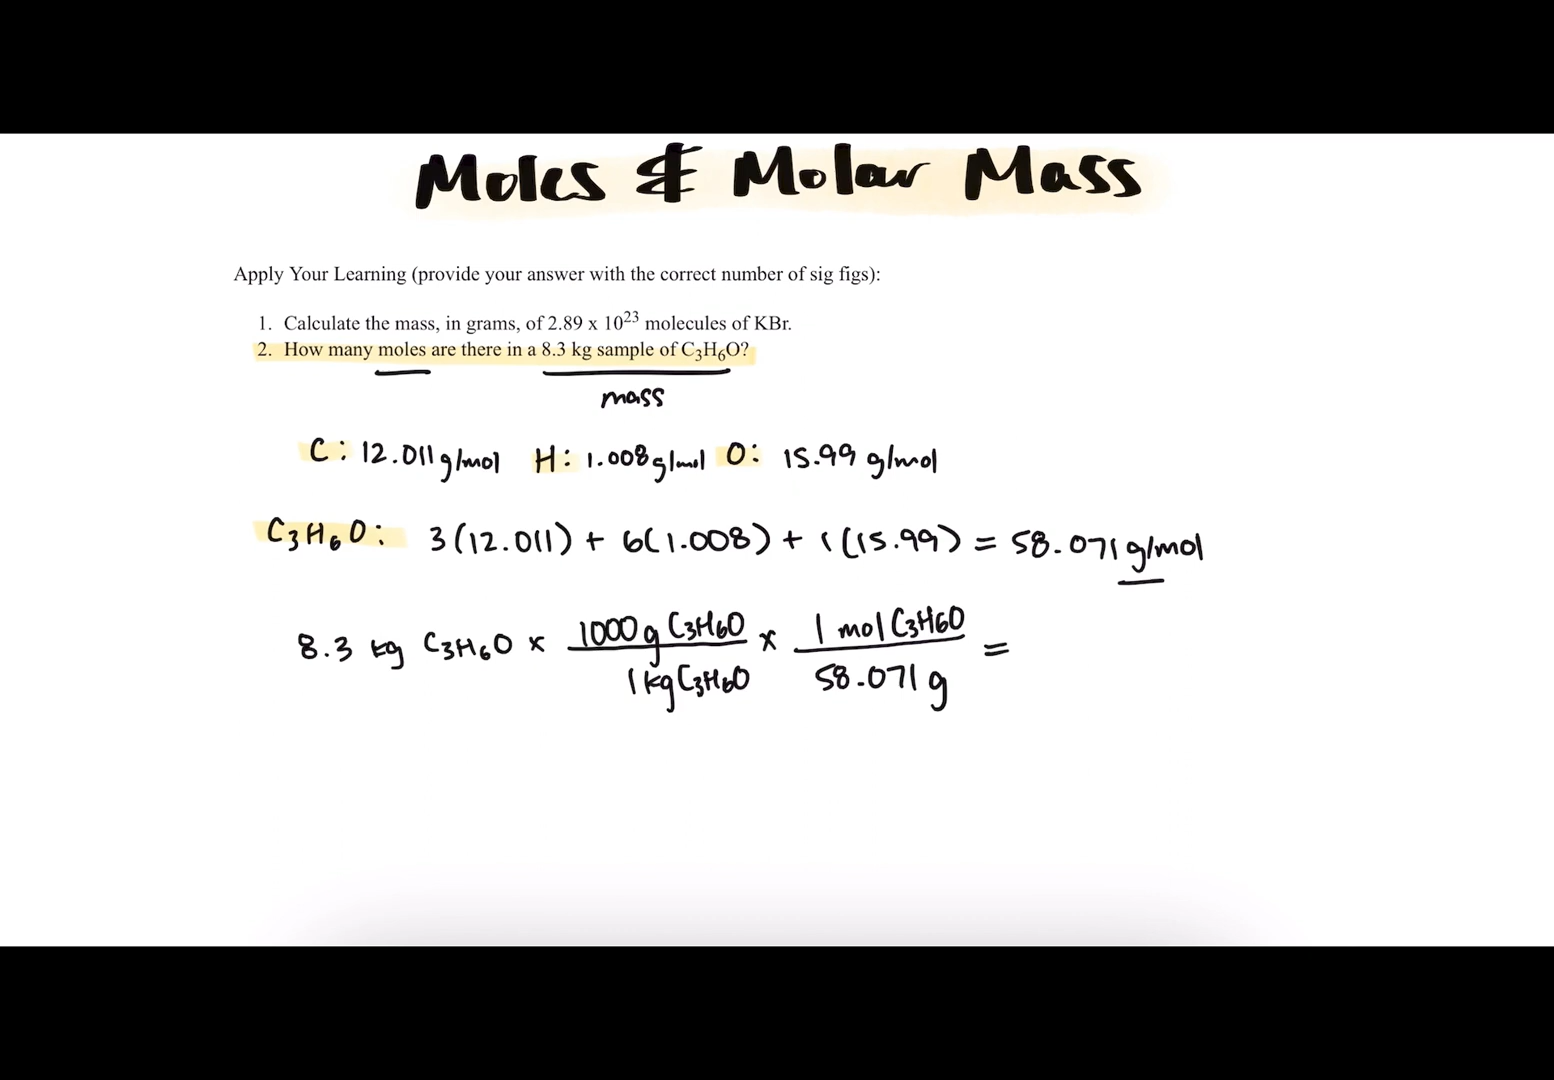 Moles & Molar Mass
Apply Your Learning (provide your answer with the correct number of sig figs):
1. Calculate the mass, in grams, of 2.89 x 10²³ molecules of KBr.
2. How many moles are there in a 8.3 kg sample of C₃H₆O?
mass
C: 12.011 g/mol H: 1.008 g/mol O: 15.99 g/mol
C₃H₆O: 3(12.011) + 6(1.008) + 1(15.99) = 58.071 g/mol
8.3 kg C₃H₆O x 1000 g C₃H₆O / 1 kg C₃H₆O x 1 mol C₃H₆O / 58.071 g =